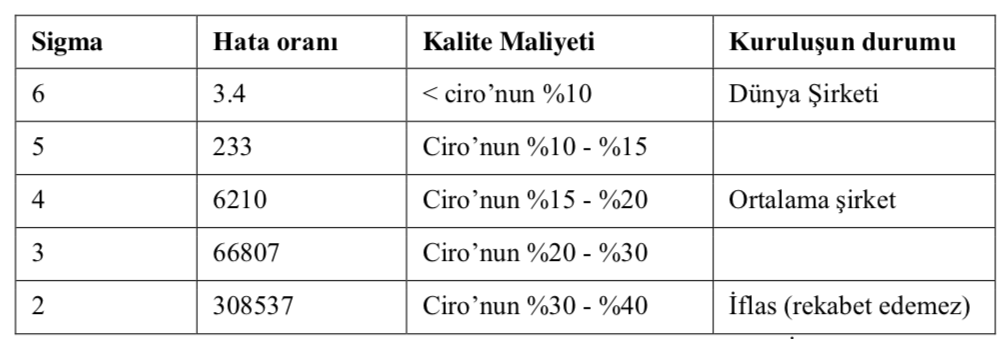 Sigma Hata oranı Kalite Maliyeti Kuruluşun durumu
6 3.4 < ciro’nun %10 Dünya Şirketi
5 233 Ciro’nun %10 - %15
4 6210 Ciro’nun %15 - %20 Ortalama şirket
3 66807 Ciro’nun %20 - %30
2 308537 Ciro’nun %30 - %40 İflas (rekabet edemez)